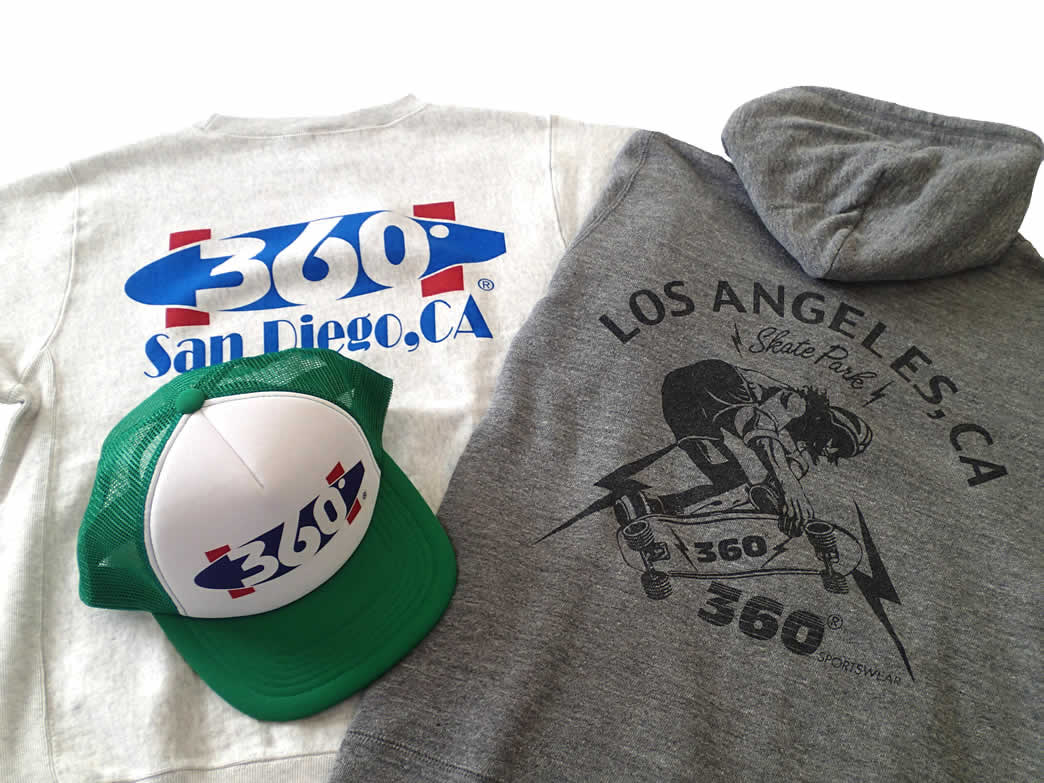 360°
®
San Diego,CA
360°
®
LOS ANGELES, CA
Skate Park
360
360®
SPORTSWEAR